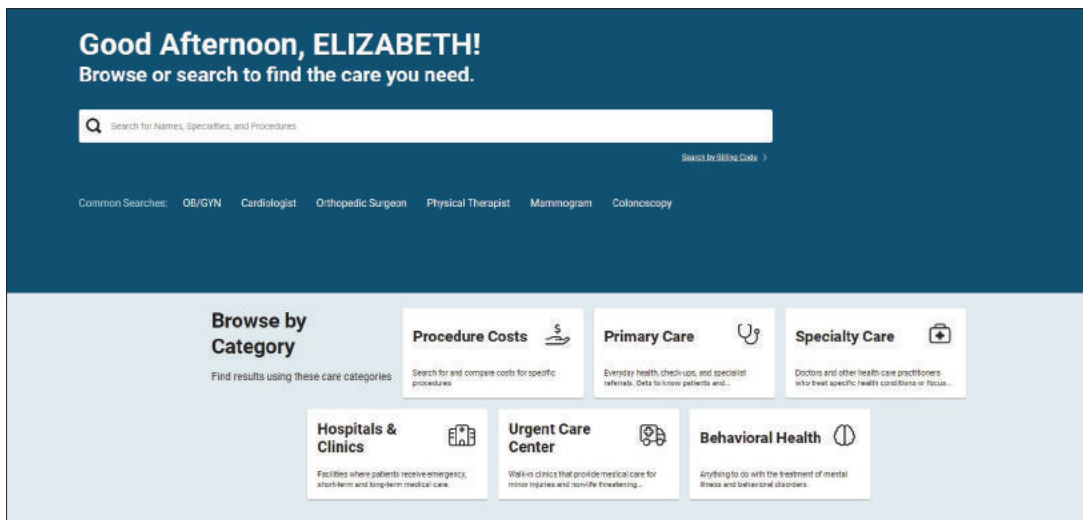 Good Afternoon, ELIZABETH!
Browse or search to find the care you need.
Search for Names, Specialties, and Procedures
Search by Billing Code >
Common Searches: OB/GYN Cardiologist Orthopedic Surgeon Physical Therapist Mammogram Colonoscopy
Browse by
Category
Find results using these care categories
Procedure Costs
Search for and compare costs for specific
procedures
Primary Care
Everyday health, check-ups, and specialist
referrals. Gets to know patients and...
Specialty Care
Doctors and other health care practitioners
who treat specific health conditions or focus...
Hospitals &
Clinics
Facilities where patients receive emergency,
short-term and long-term medical care.
Urgent Care
Center
Walk-in clinics that provide medical care for
minor injuries and non-life threatening...
Behavioral Health
Anything to do with the treatment of mental
illness and behavioral disorders.